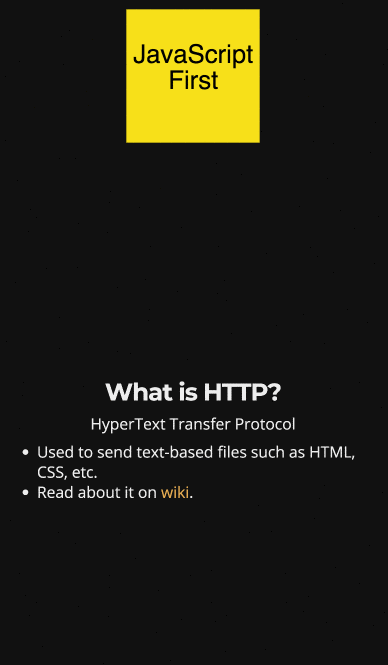 JavaScript
First
What is HTTP?
HyperText Transfer Protocol
• Used to send text-based files such as HTML,
CSS, etc.
• Read about it on wiki.